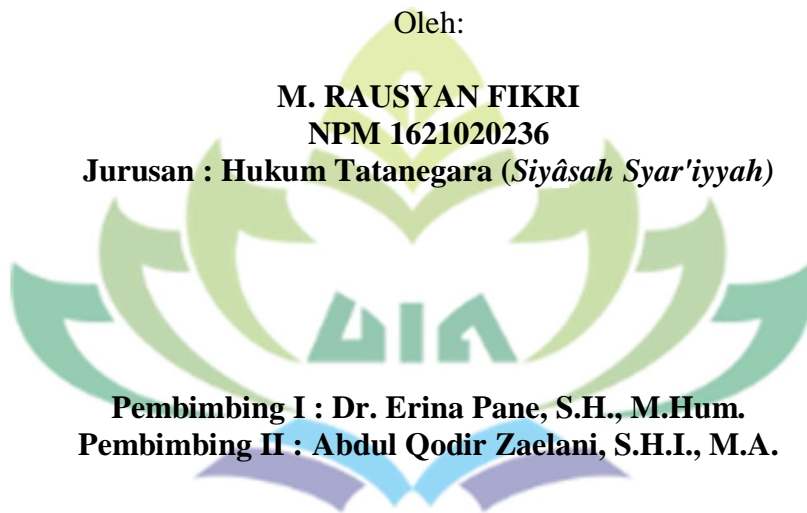 Oleh:
M. RAUSYAN FIKRI
NPM 1621020236
Jurusan : Hukum Tatanegara (Siyâsah Syar'iyyah)
UIA
Pembimbing I : Dr. Erina Pane, S.H., M.Hum.
Pembimbing II : Abdul Qodir Zaelani, S.H.I., M.A.